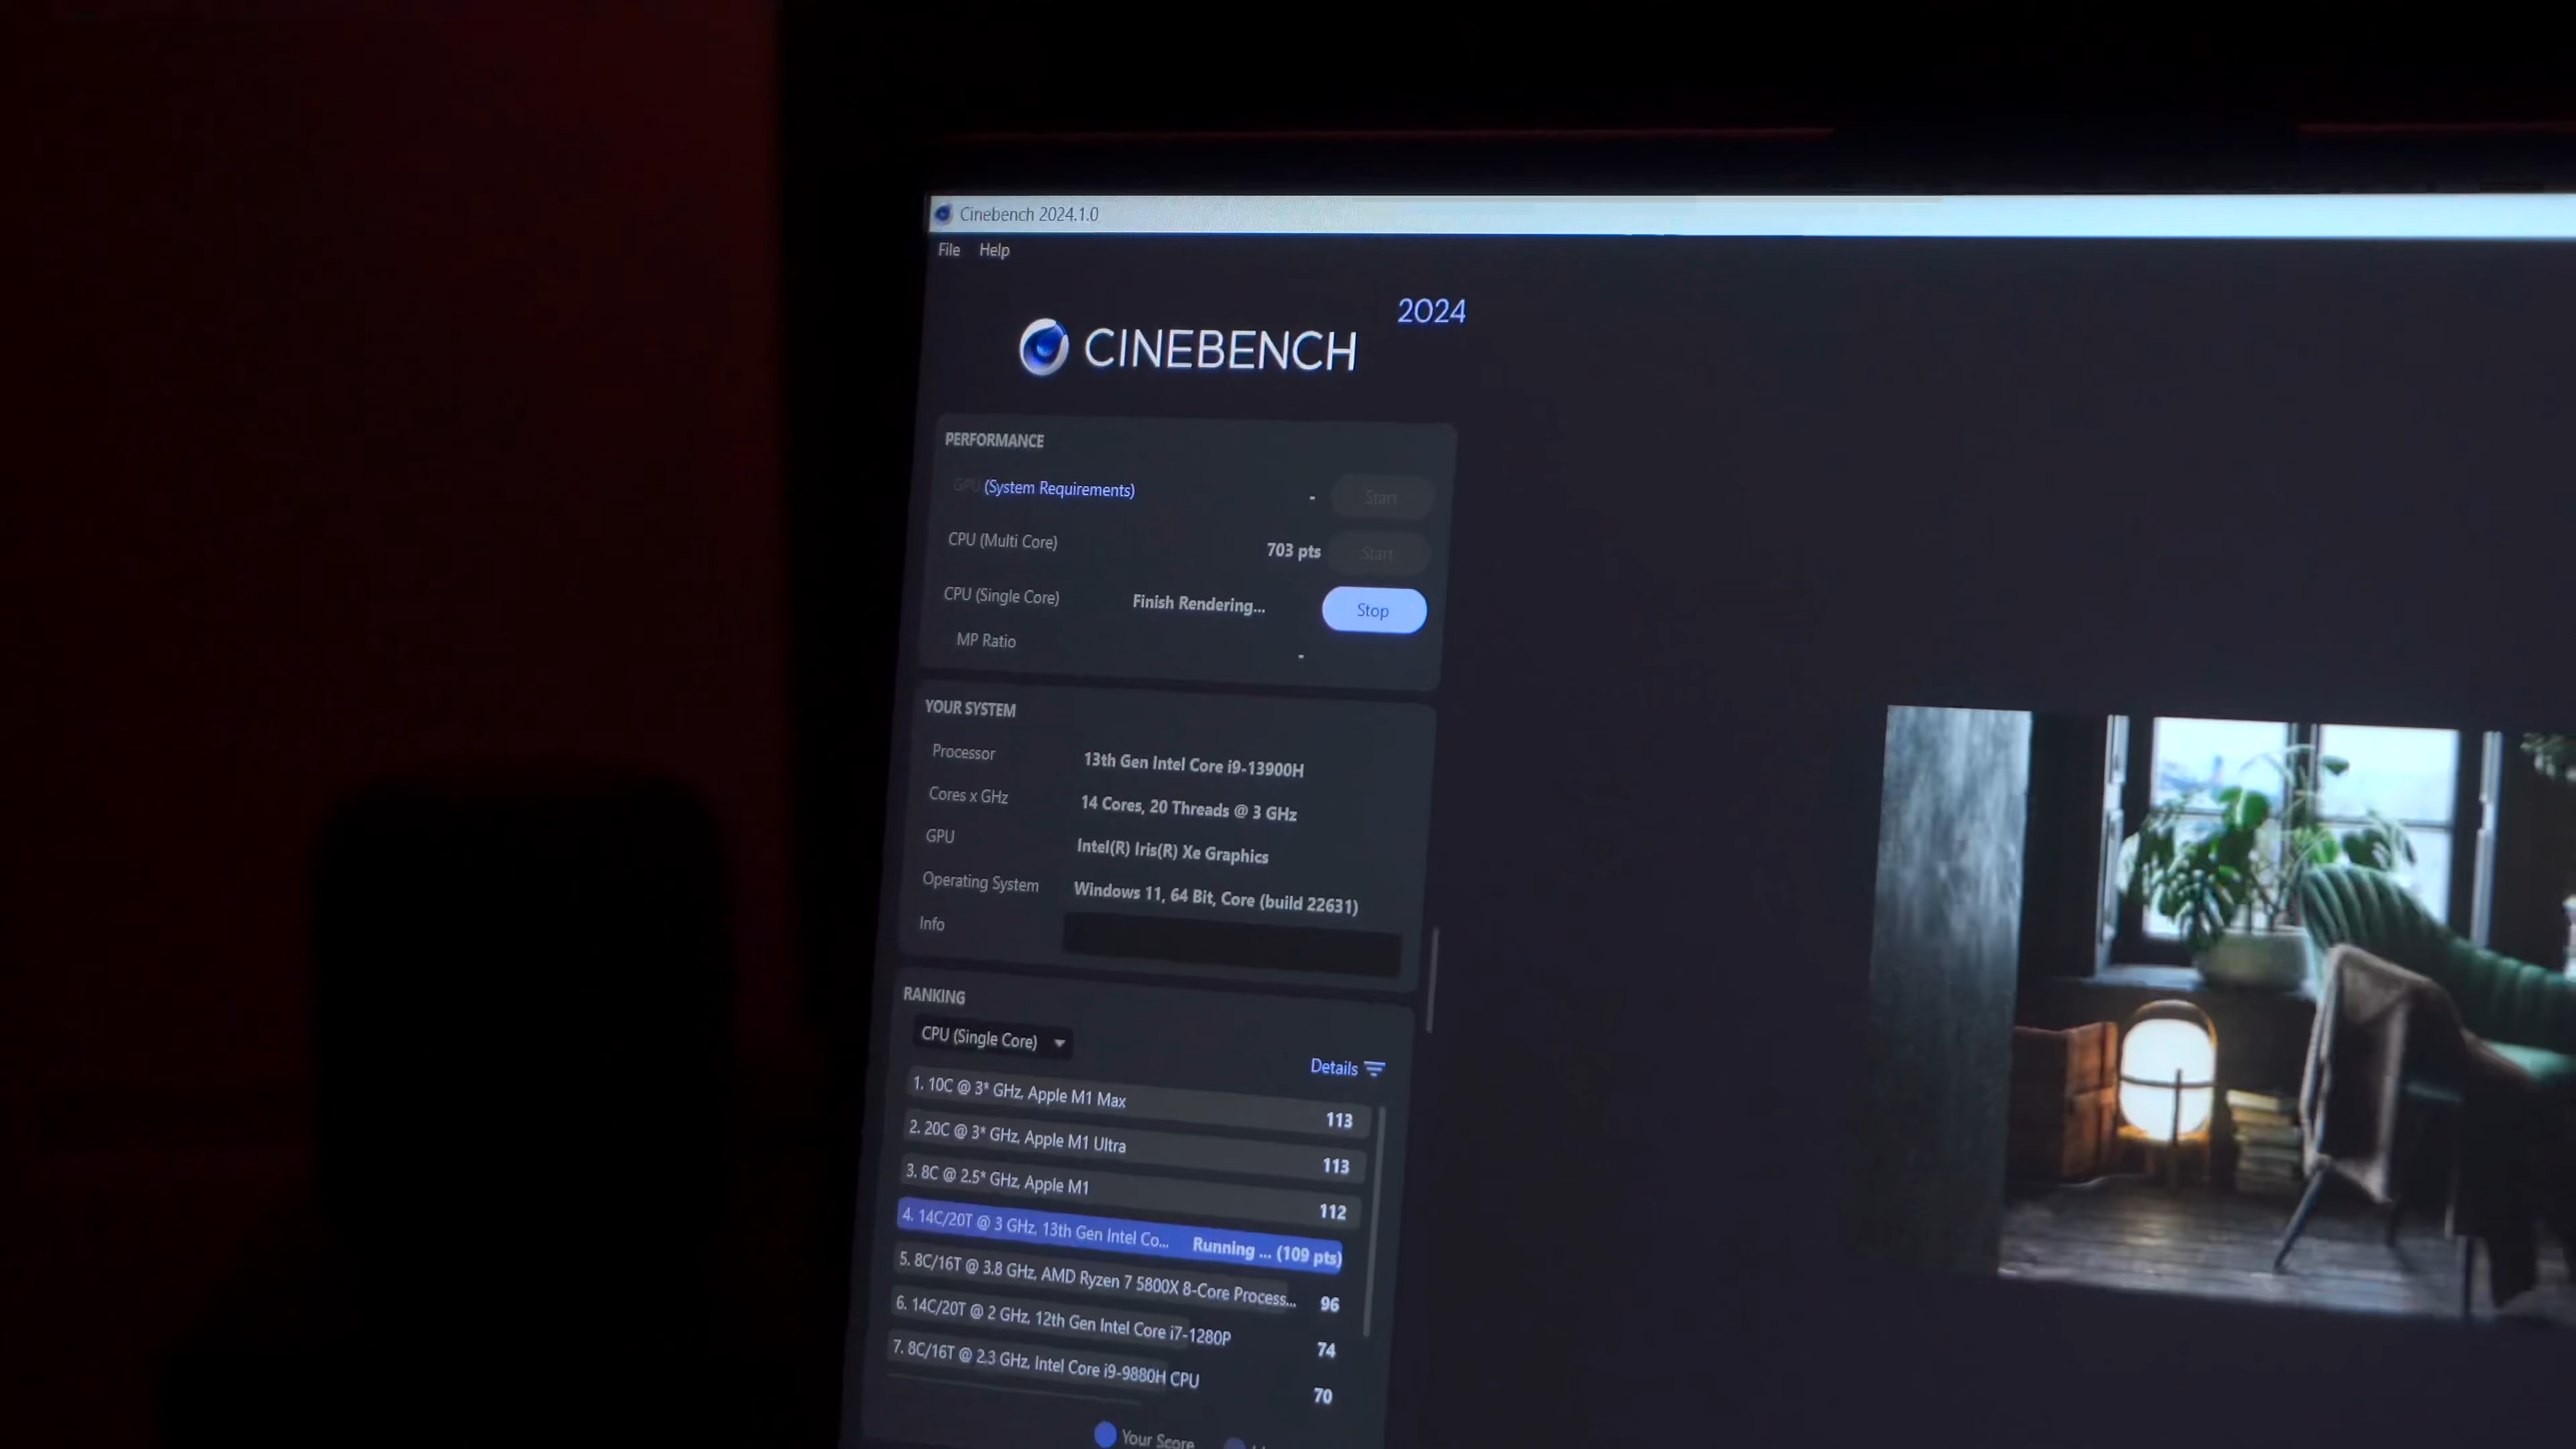 Cinebench 2024.1.0
File Help
CINEBENCH 2024
PERFORMANCE
GPU (System Requirements) - Start
CPU (Multi Core) 703 pts Start
CPU (Single Core) Finish Rendering... Stop
MP Ratio -
YOUR SYSTEM
Processor 13th Gen Intel Core i9-13900H
Cores x GHz 14 Cores, 20 Threads @ 3 GHz
GPU Intel(R) Iris(R) Xe Graphics
Operating System Windows 11, 64 Bit, Core (build 22631)
Info
RANKING
CPU (Single Core)
Details
1. 10C @ 3* GHz, Apple M1 Max 113
2. 20C @ 3* GHz, Apple M1 Ultra 113
3. 8C @ 2.5* GHz, Apple M1 112
4. 14C/20T @ 3 GHz, 13th Gen Intel Co... Running ... (109 pts)
5. 8C/16T @ 3.8 GHz, AMD Ryzen 7 5800X 8-Core Process... 96
6. 14C/20T @ 2 GHz, 12th Gen Intel Core i7-1280P 74
7. 8C/16T @ 2.3 GHz, Intel Core i9-9880H CPU 70
Your Score